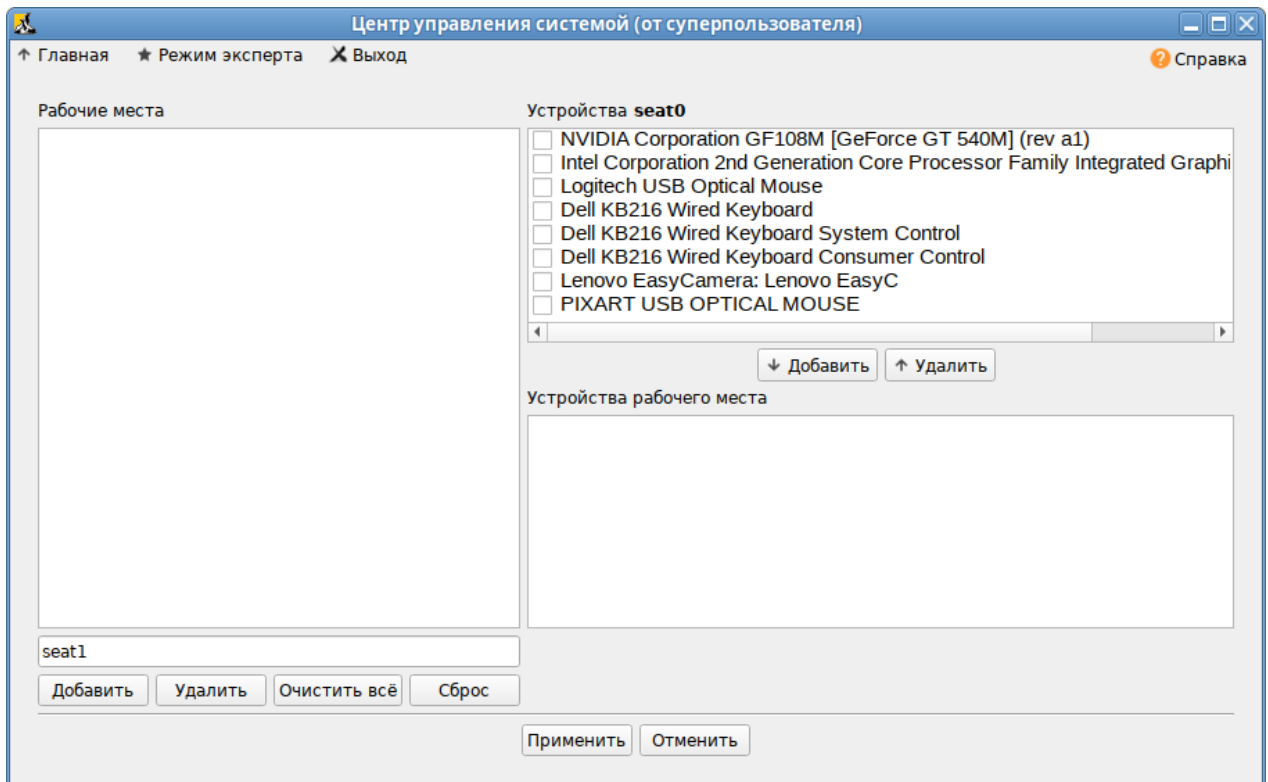 Центр управления системой (от суперпользователя)
Главная Режим эксперта Выход Справка
Рабочие места
Устройства seat0
NVIDIA Corporation GF108M [GeForce GT 540M] (rev a1)
Intel Corporation 2nd Generation Core Processor Family Integrated Graphi
Logitech USB Optical Mouse
Dell KB216 Wired Keyboard
Dell KB216 Wired Keyboard System Control
Dell KB216 Wired Keyboard Consumer Control
Lenovo EasyCamera: Lenovo EasyC
PIXART USB OPTICAL MOUSE
Добавить Удалить
Устройства рабочего места
seat1
Добавить Удалить Очистить всё Сброс
Применить Отменить